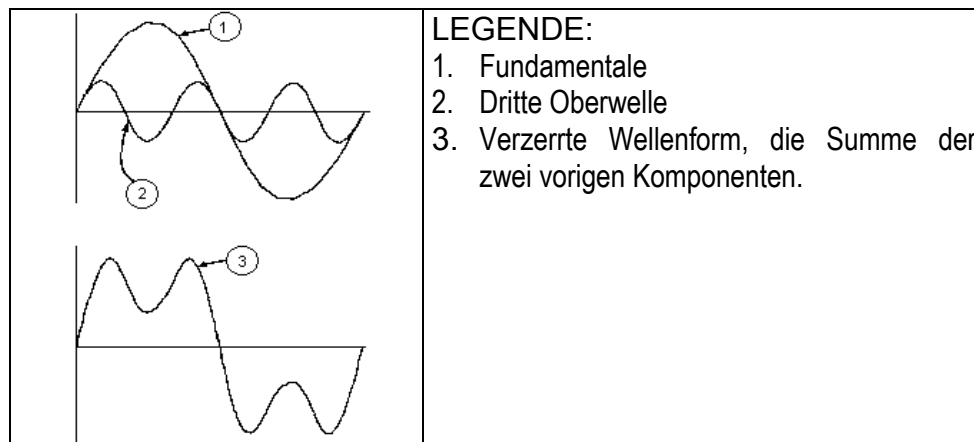 1
2
3
LEGENDE:
1. Fundamentale
2. Dritte Oberwelle
3. Verzerrte Wellenform, die Summe der
zwei vorigen Komponenten.